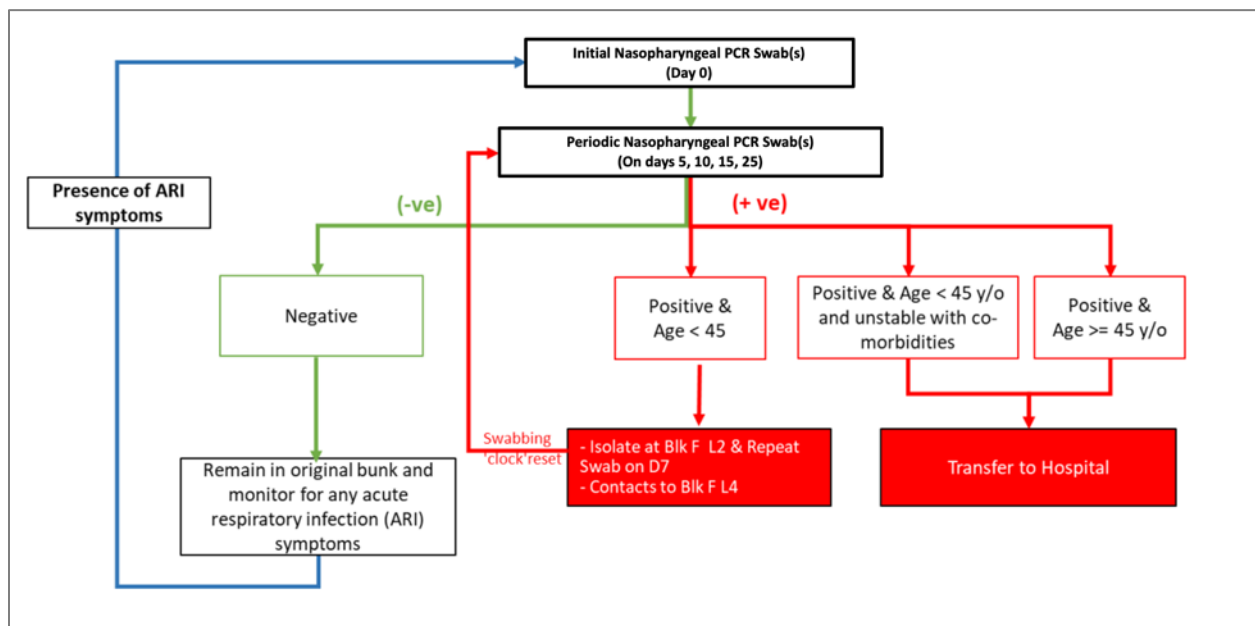 Initial Nasopharyngeal PCR Swab(s)
(Day 0)
Periodic Nasopharyngeal PCR Swab(s)
(On days 5, 10, 15, 25)
Presence of ARI
symptoms
(-ve)
(+ ve)
Negative
Positive &
Age < 45
Positive & Age < 45 y/o
and unstable with co-
morbidities
Positive &
Age >= 45 y/o
Swabbing
'clock'reset
- Isolate at Blk F L2 & Repeat
Swab on D7
- Contacts to Blk F L4
Transfer to Hospital
Remain in original bunk and
monitor for any acute
respiratory infection (ARI)
symptoms